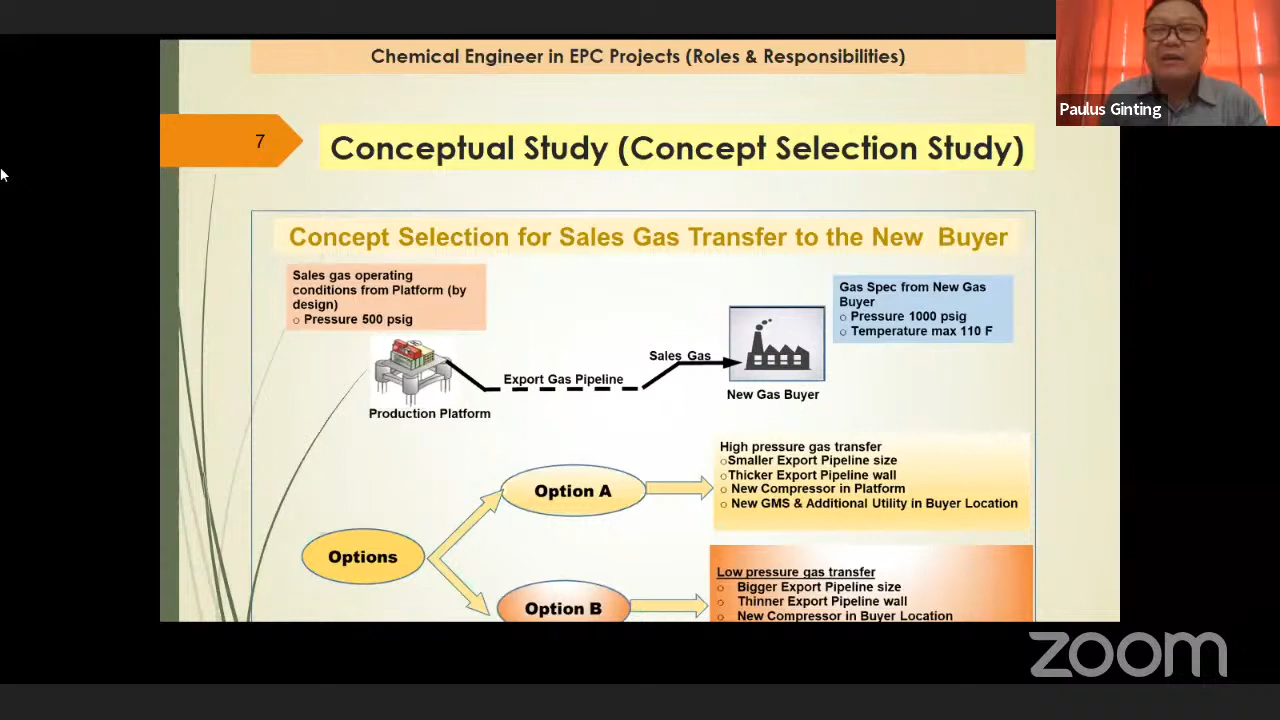 Chemical Engineer in EPC Projects (Roles & Responsibilities)
Paulus Ginting
7
Conceptual Study (Concept Selection Study)
Concept Selection for Sales Gas Transfer to the New Buyer
Sales gas operating
conditions from Platform (by
design)
○ Pressure 500 psig
Gas Spec from New Gas
Buyer
○ Pressure 1000 psig
○ Temperature max 110 F
Sales Gas
Export Gas Pipeline
New Gas Buyer
Production Platform
High pressure gas transfer
○Smaller Export Pipeline size
○Thicker Export Pipeline wall
○ New Compressor in Platform
○ New GMS & Additional Utility in Buyer Location
Option A
Options
Low pressure gas transfer
○ Bigger Export Pipeline size
○ Thinner Export Pipeline wall
○ New Compressor in Buyer Location
Option B
zoom